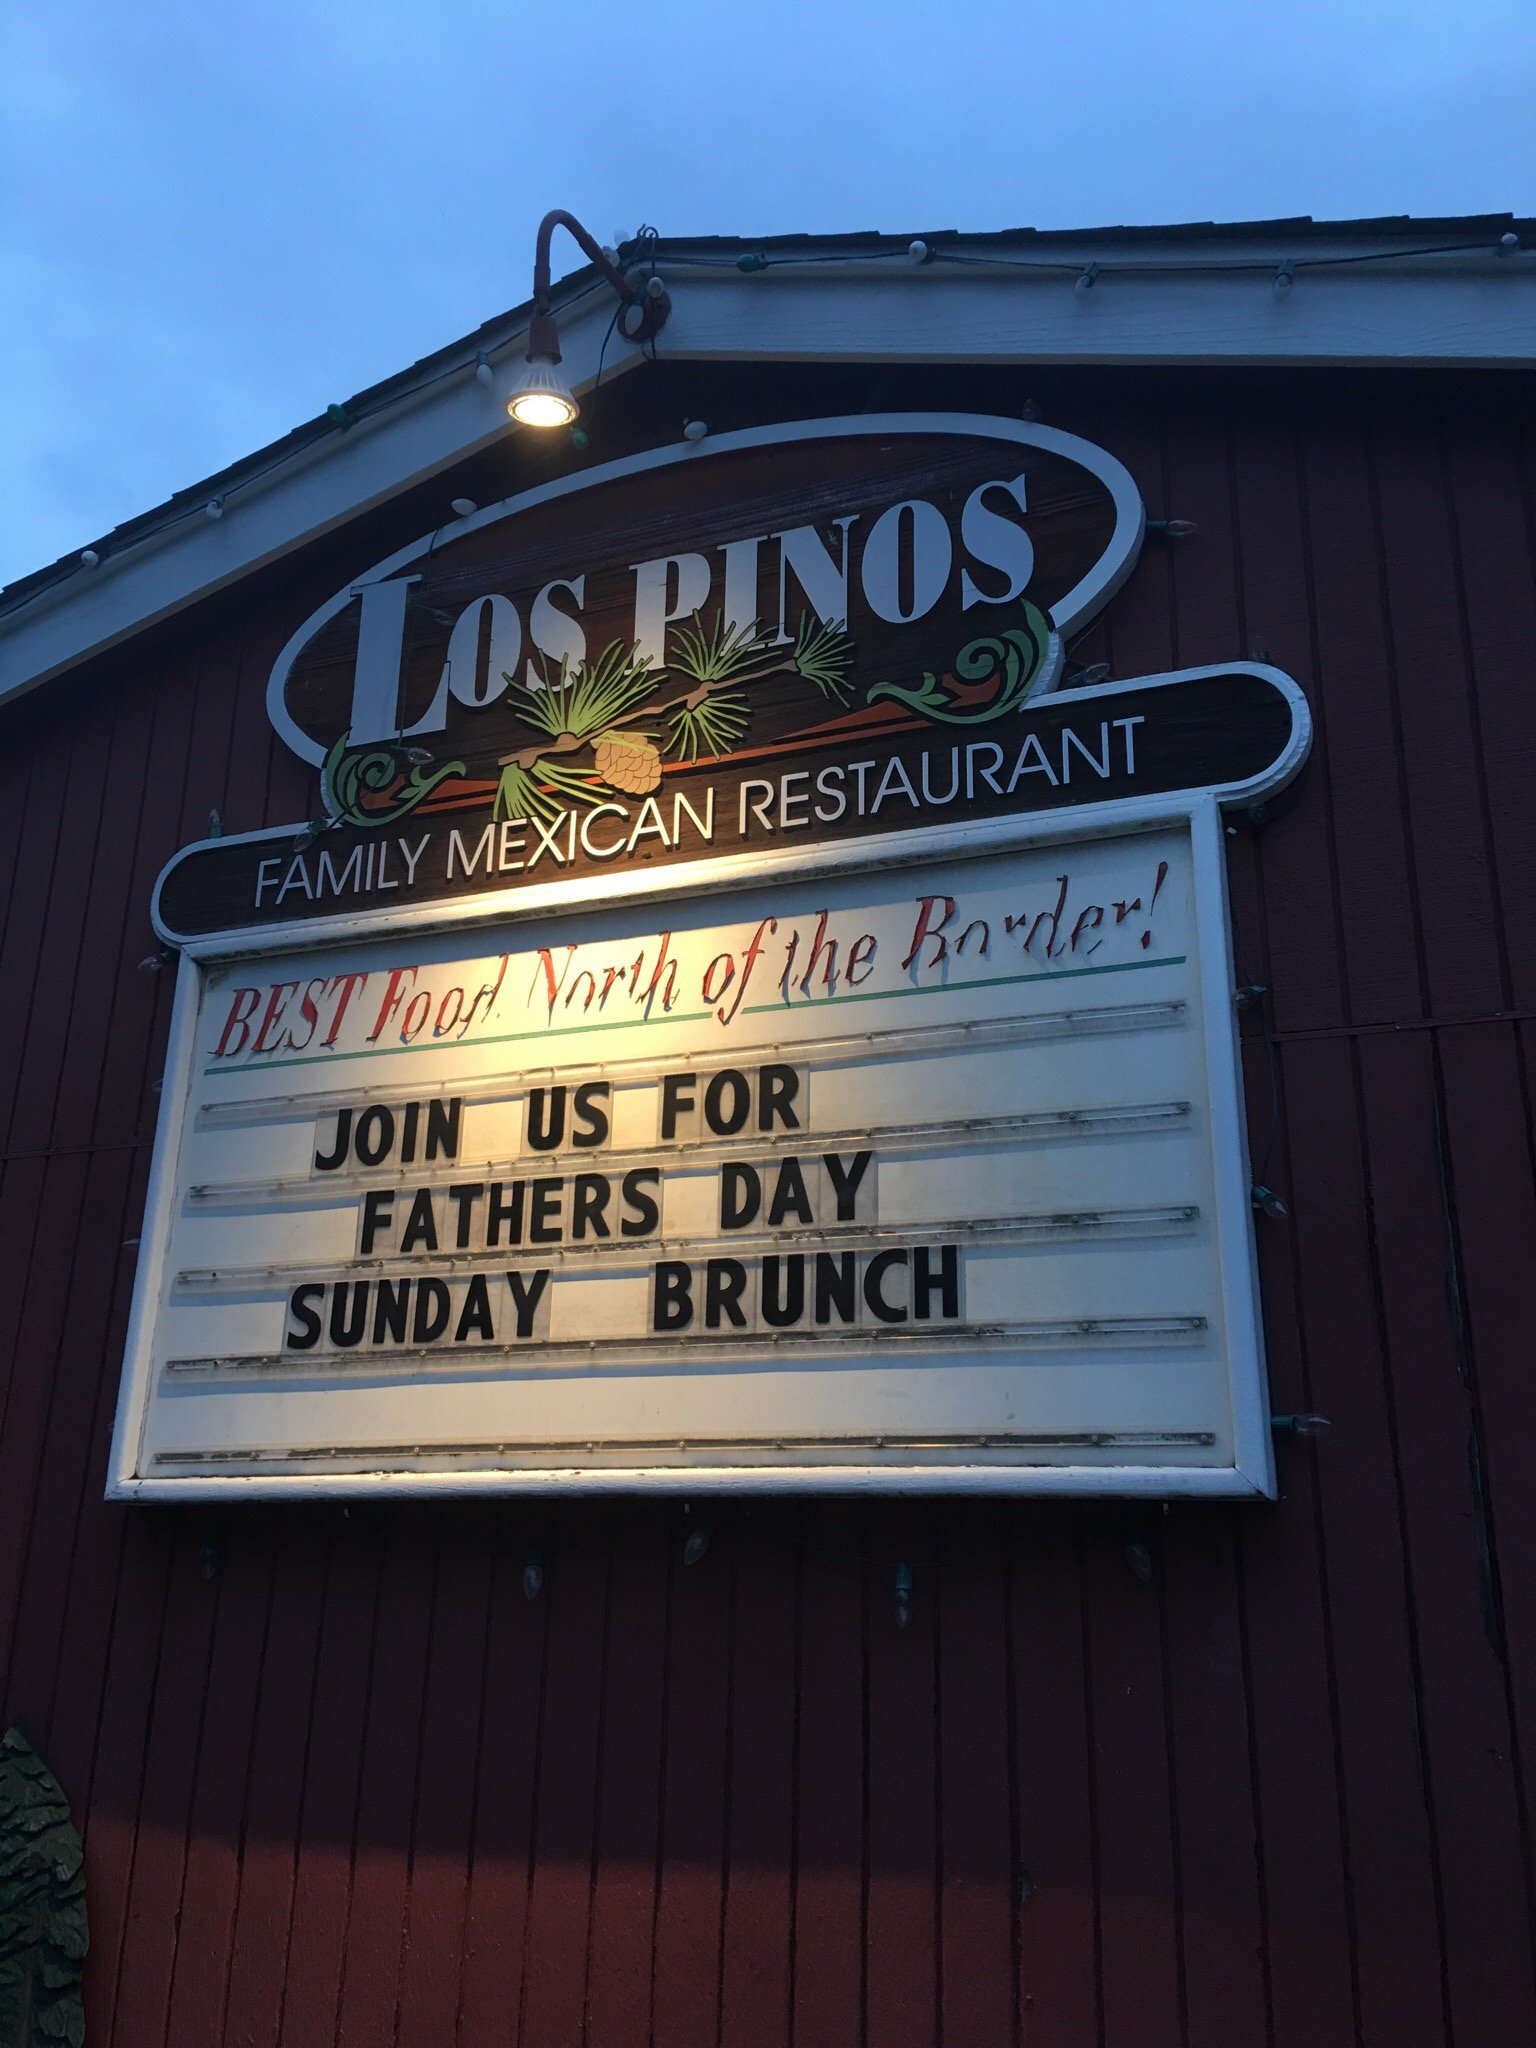 LOS PINOS
FAMILY MEXICAN RESTAURANT
BEST Food North of the Border!
JOIN US FOR
FATHERS DAY
SUNDAY BRUNCH